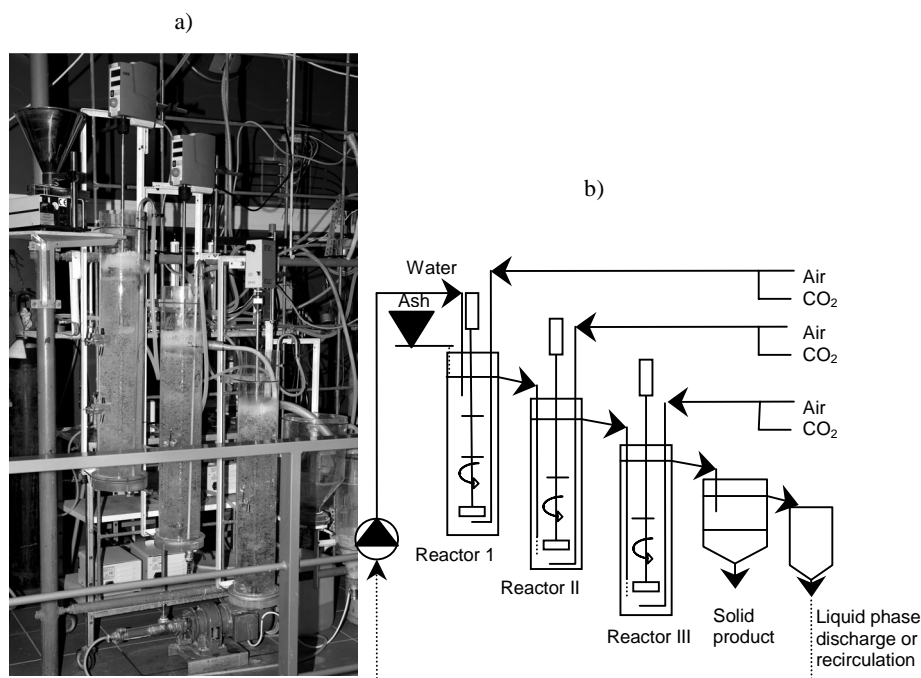 a)
b)
Water
Ash
Air
CO₂
Air
CO₂
Air
CO₂
Reactor 1
Reactor II
Reactor III
Solid
product
Liquid phase
discharge or
recirculation